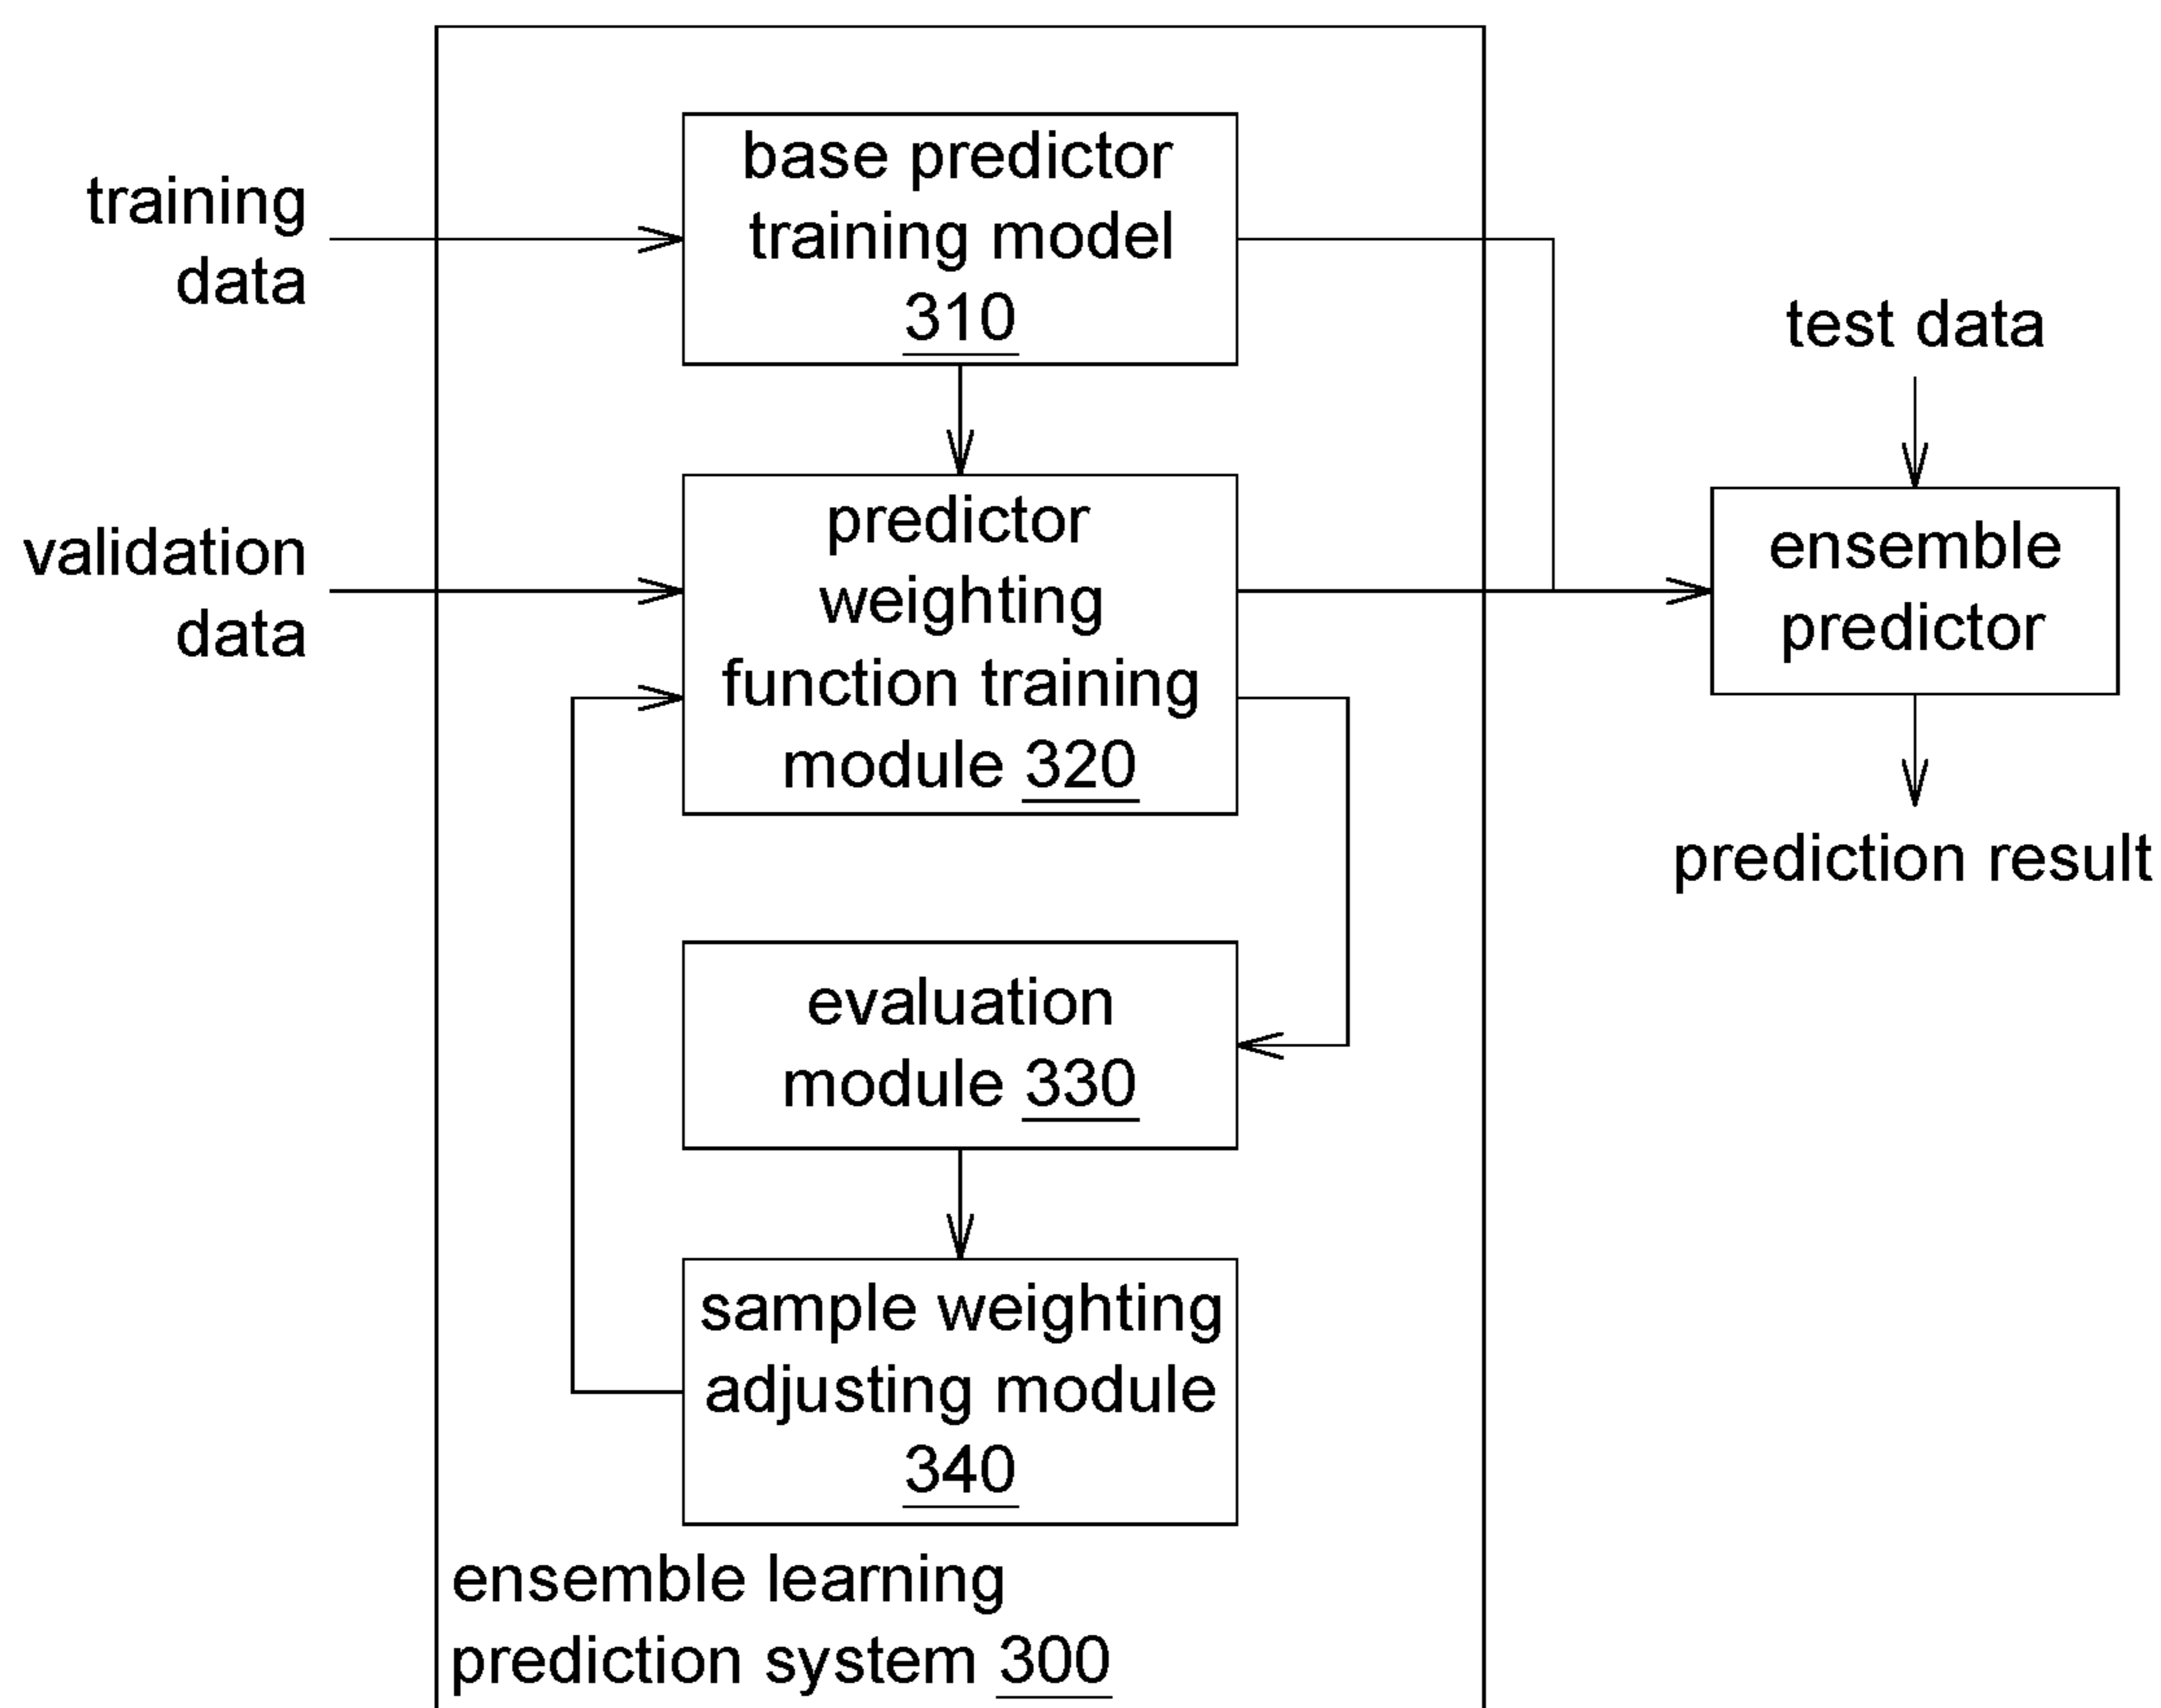 training
data
base predictor
training model
310
test data
validation
data
predictor
weighting
function training
module 320
ensemble
predictor
prediction result
evaluation
module 330
sample weighting
adjusting module
340
ensemble learning
prediction system 300